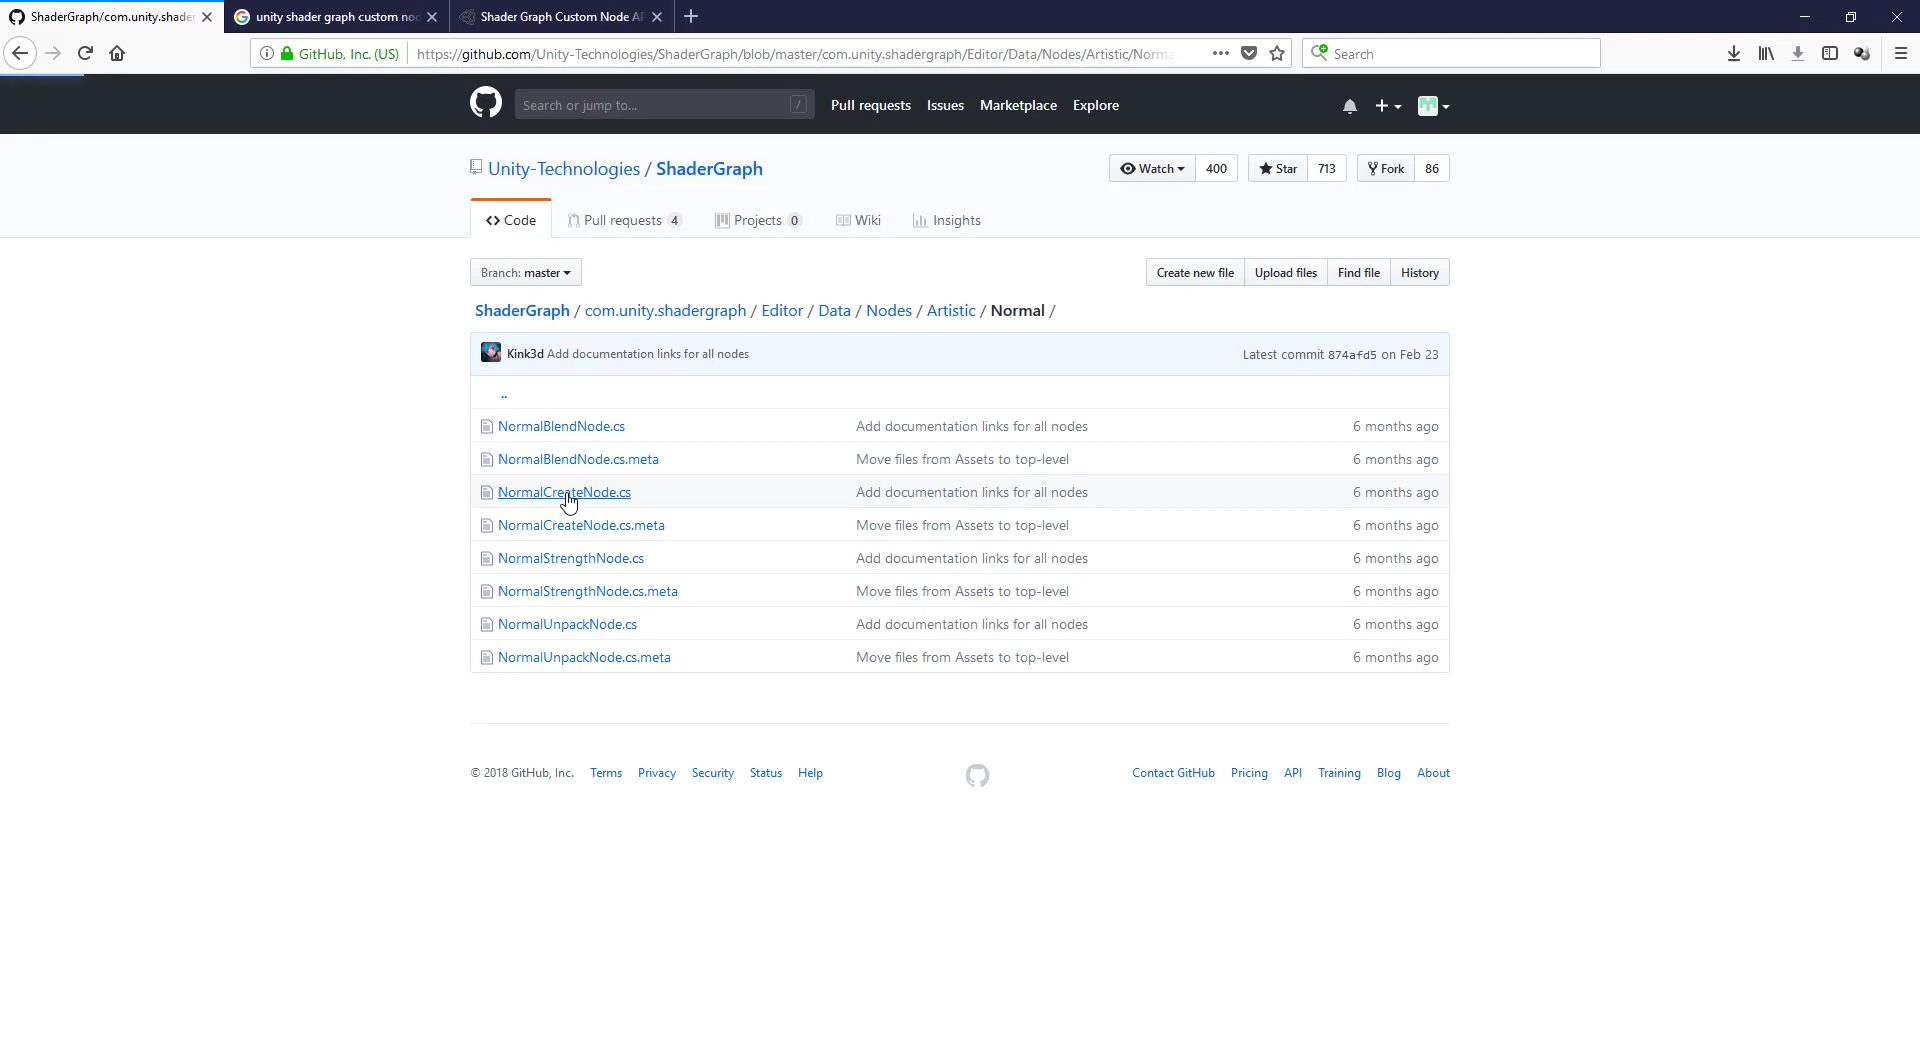 ShaderGraph/com.unity.shader
unity shader graph custom no
Shader Graph Custom Node A
GitHub, Inc. (US)
https://github.com/Unity-Technologies/ShaderGraph/blob/master/com.unity.shadergraph/Editor/Data/Nodes/Artistic/Norma
Search
Search or jump to...
/
Pull requests
Issues
Marketplace
Explore
Unity-Technologies / ShaderGraph
Watch
400
Star
713
Fork
86
Code
Pull requests 4
Projects 0
Wiki
Insights
Branch: master
Create new file
Upload files
Find file
History
ShaderGraph / com.unity.shadergraph / Editor / Data / Nodes / Artistic / Normal /
Kink3d Add documentation links for all nodes
Latest commit 874afd5 on Feb 23
..
NormalBlendNode.cs Add documentation links for all nodes 6 months ago
NormalBlendNode.cs.meta Move files from Assets to top-level 6 months ago
NormalCreateNode.cs Add documentation links for all nodes 6 months ago
NormalCreateNode.cs.meta Move files from Assets to top-level 6 months ago
NormalStrengthNode.cs Add documentation links for all nodes 6 months ago
NormalStrengthNode.cs.meta Move files from Assets to top-level 6 months ago
NormalUnpackNode.cs Add documentation links for all nodes 6 months ago
NormalUnpackNode.cs.meta Move files from Assets to top-level 6 months ago
© 2018 GitHub, Inc. Terms Privacy Security Status Help
Contact GitHub Pricing API Training Blog About